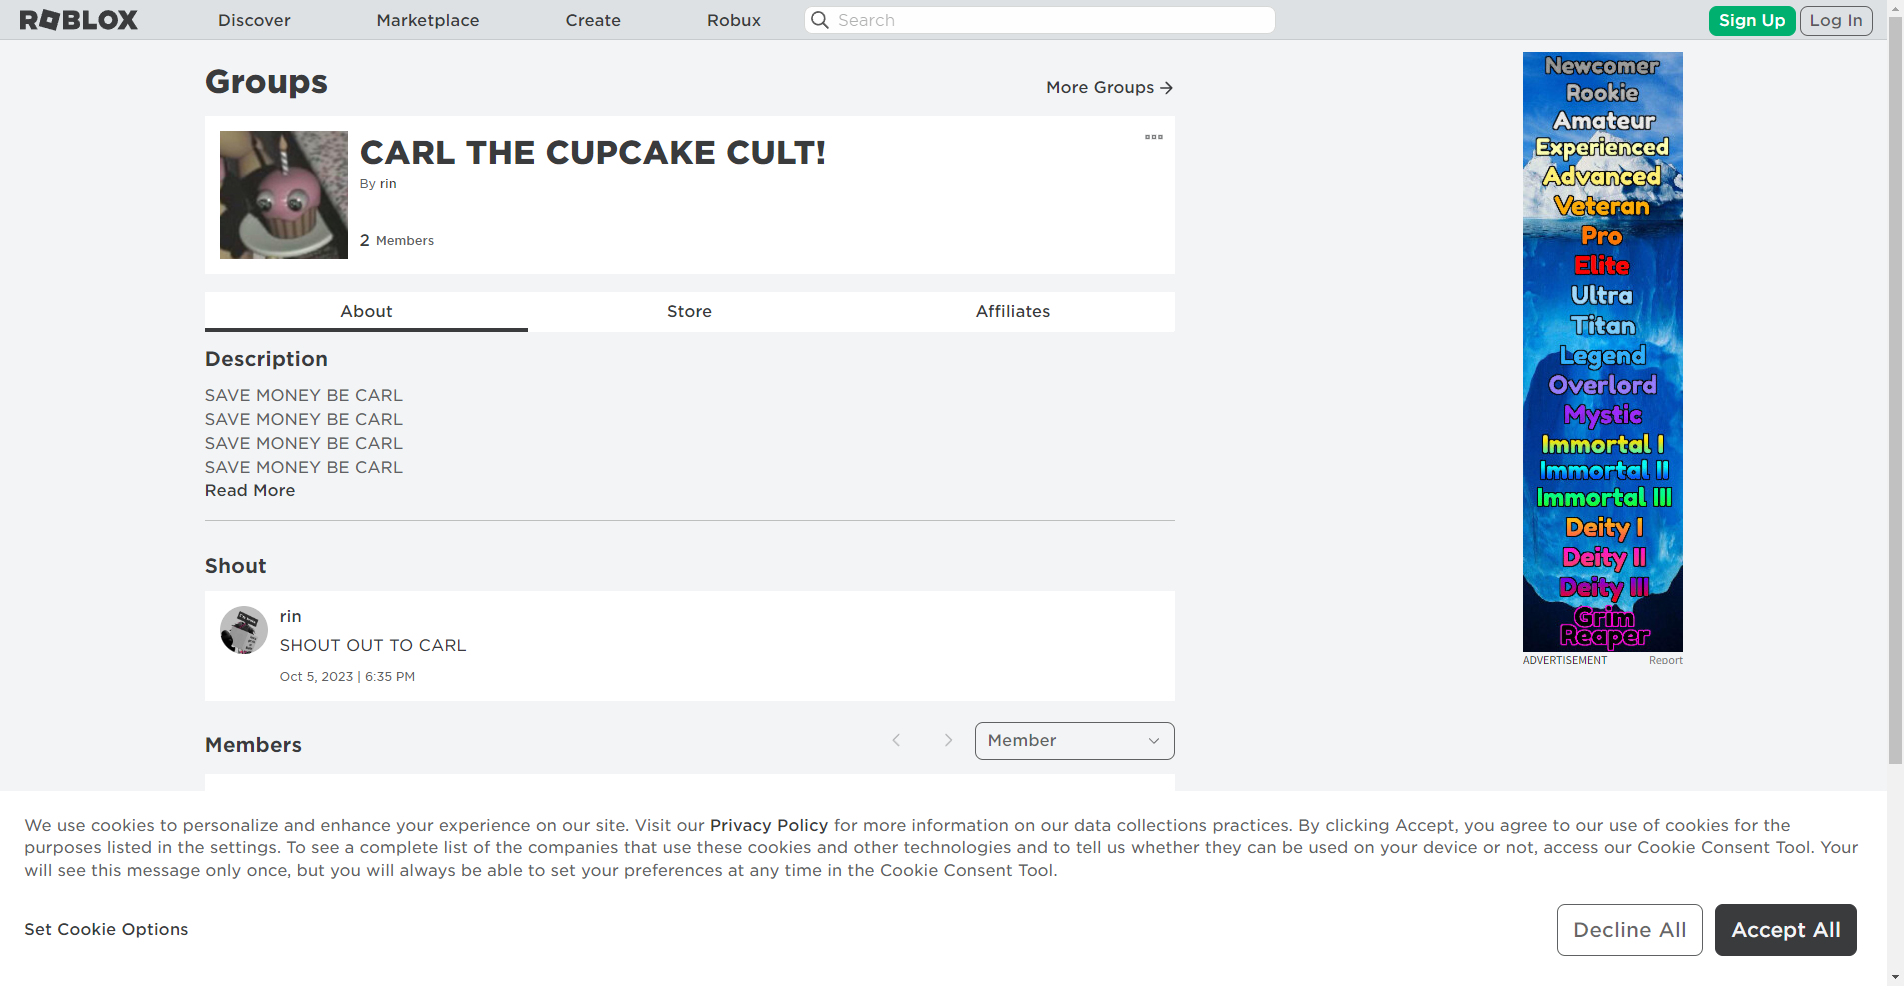 ROBLOX
Discover
Marketplace
Create
Robux
Search
Sign Up
Log In
Groups
More Groups
CARL THE CUPCAKE CULT!
By rin
2 Members
About
Store
Affiliates
Description
SAVE MONEY BE CARL
SAVE MONEY BE CARL
SAVE MONEY BE CARL
SAVE MONEY BE CARL
Read More
Shout
rin
SHOUT OUT TO CARL
Oct 5, 2023 | 6:35 PM
Members
Member
Newcomer
Rookie
Amateur
Experienced
Advanced
Veteran
Pro
Elite
Ultra
Titan
Legend
Overlord
Mystic
Immortal I
Immortal II
Immortal III
Deity I
Deity II
Deity III
Grim
Reaper
ADVERTISEMENT
Report
We use cookies to personalize and enhance your experience on our site. Visit our Privacy Policy for more information on our data collections practices. By clicking Accept, you agree to our use of cookies for the
purposes listed in the settings. To see a complete list of the companies that use these cookies and other technologies and to tell us whether they can be used on your device or not, access our Cookie Consent Tool. Your
will see this message only once, but you will always be able to set your preferences at any time in the Cookie Consent Tool.
Set Cookie Options
Decline All
Accept All